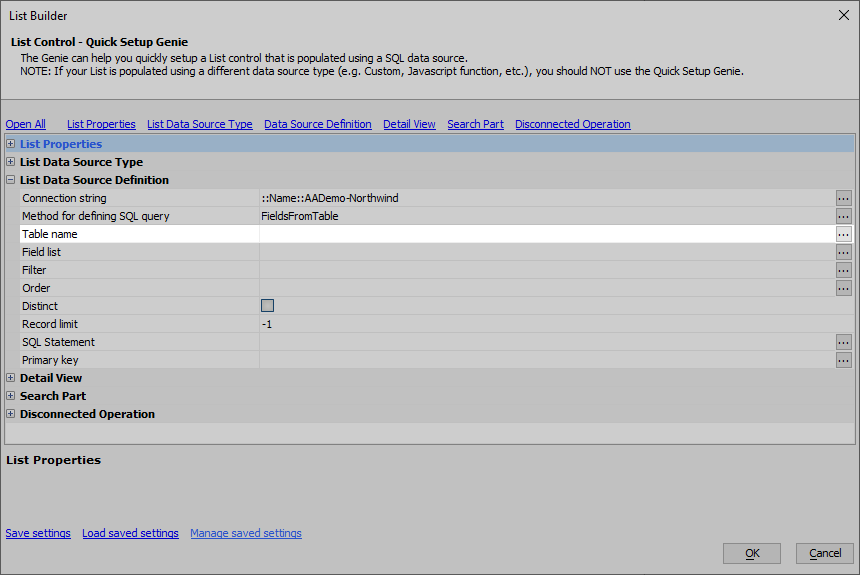 List Builder
List Control - Quick Setup Genie
The Genie can help you quickly setup a List control that is populated using a SQL data source.
NOTE: If your List is populated using a different data source type (e.g. Custom, Javascript function, etc.), you should NOT use the Quick Setup Genie.
Open All List Properties List Data Source Type Data Source Definition Detail View Search Part Disconnected Operation
List Properties
List Data Source Type
List Data Source Definition
Connection string ::Name::AADemo-Northwind ...
Method for defining SQL query FieldsFromTable ...
Table name ...
Field list ...
Filter ...
Order ...
Distinct
Record limit -1
SQL Statement ...
Primary key ...
Detail View
Search Part
Disconnected Operation
List Properties
Save settings Load saved settings Manage saved settings
OK Cancel